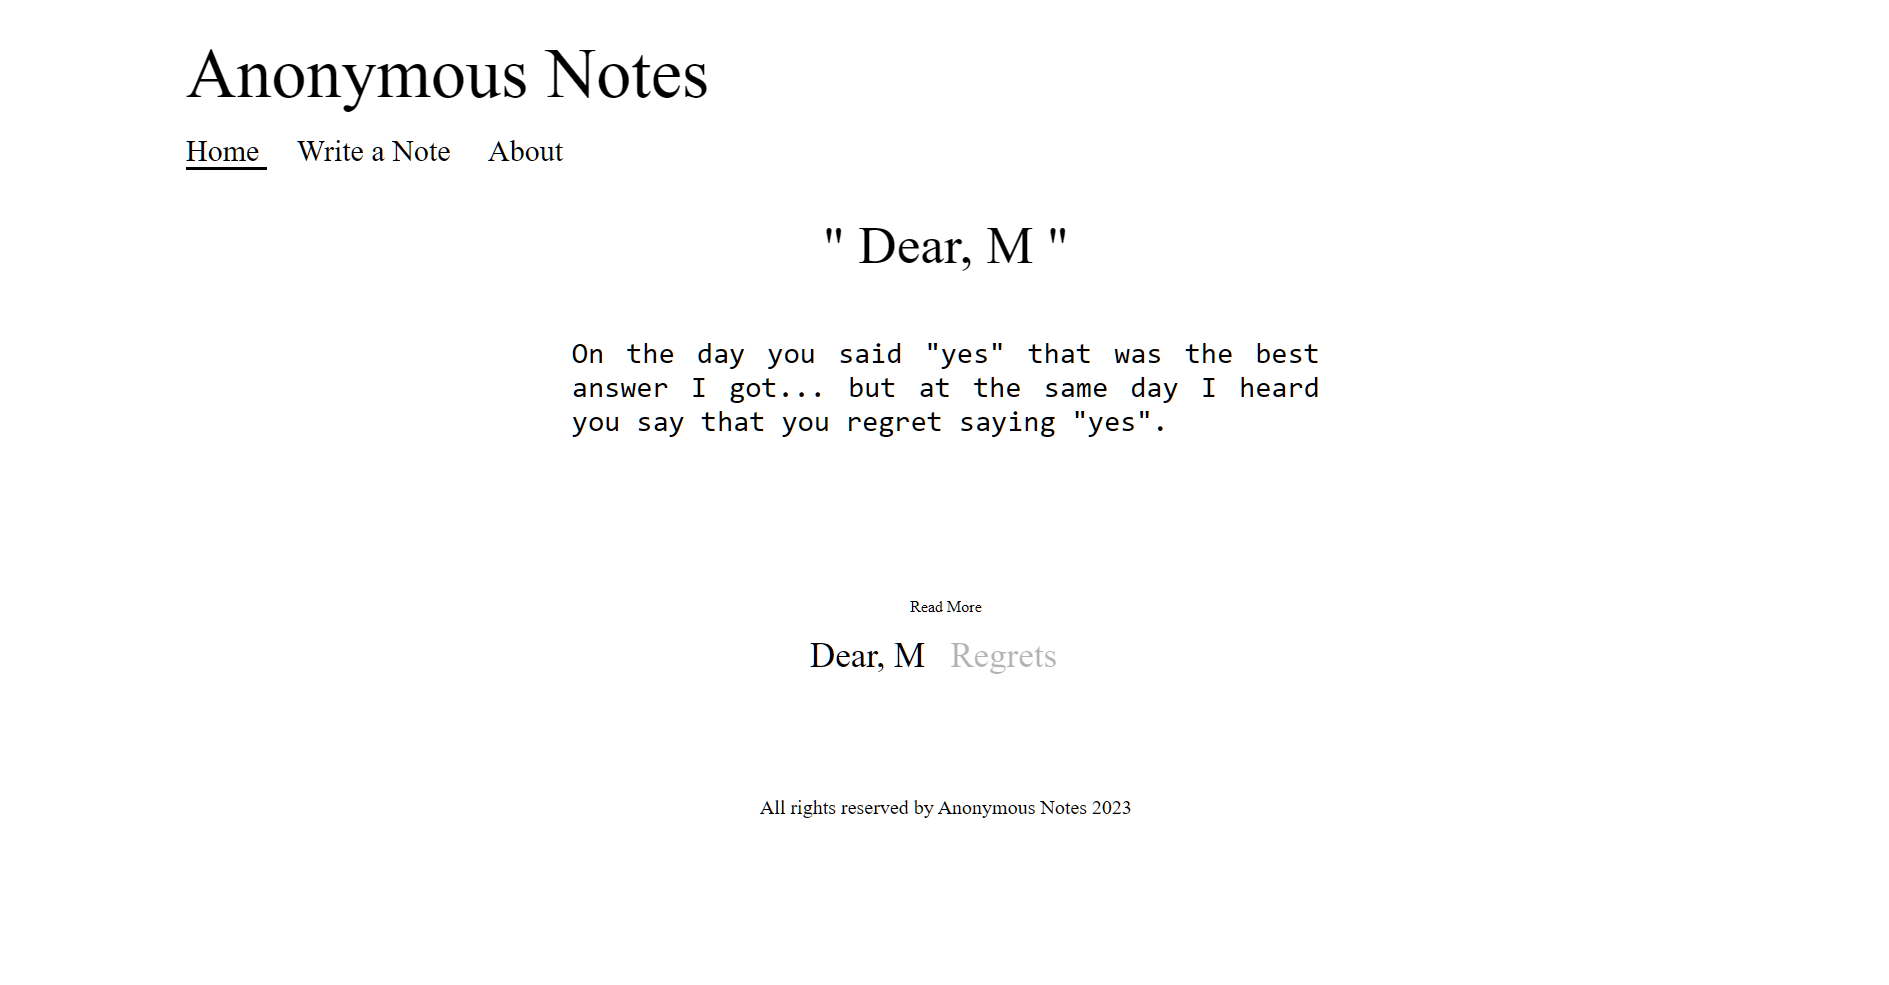 Anonymous Notes
Home Write a Note About
" Dear, M "
On the day you said "yes" that was the best
answer I got... but at the same day I heard
you say that you regret saying "yes".
Read More
Dear, M Regrets
All rights reserved by Anonymous Notes 2023